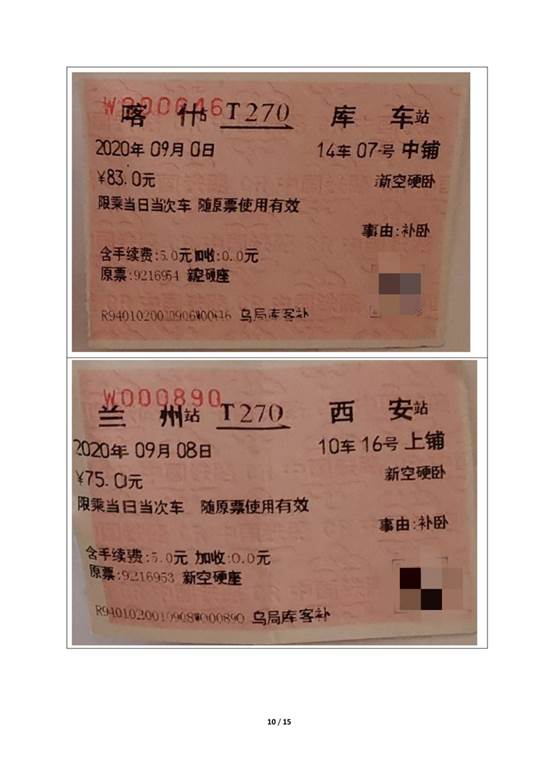 W000646
喀什站 T270 库车站
2020年09月0日 14车07号 中铺
¥83.0元 新空硬卧
限乘当日当次车 随原票使用有效
事由:补卧
含手续费:5.0元 加收:0.0元
原票:9216954 新空硬座
乌局库客补
W000890
兰州站 T270 西安站
2020年09月08日 10车16号 上铺
¥75.0元 新空硬卧
限乘当日当次车 随原票使用有效
事由:补卧
含手续费:5.0元 加收:0.0元
原票:9216953 新空硬座
R9401020010908W000890 乌局库客补
10 / 15